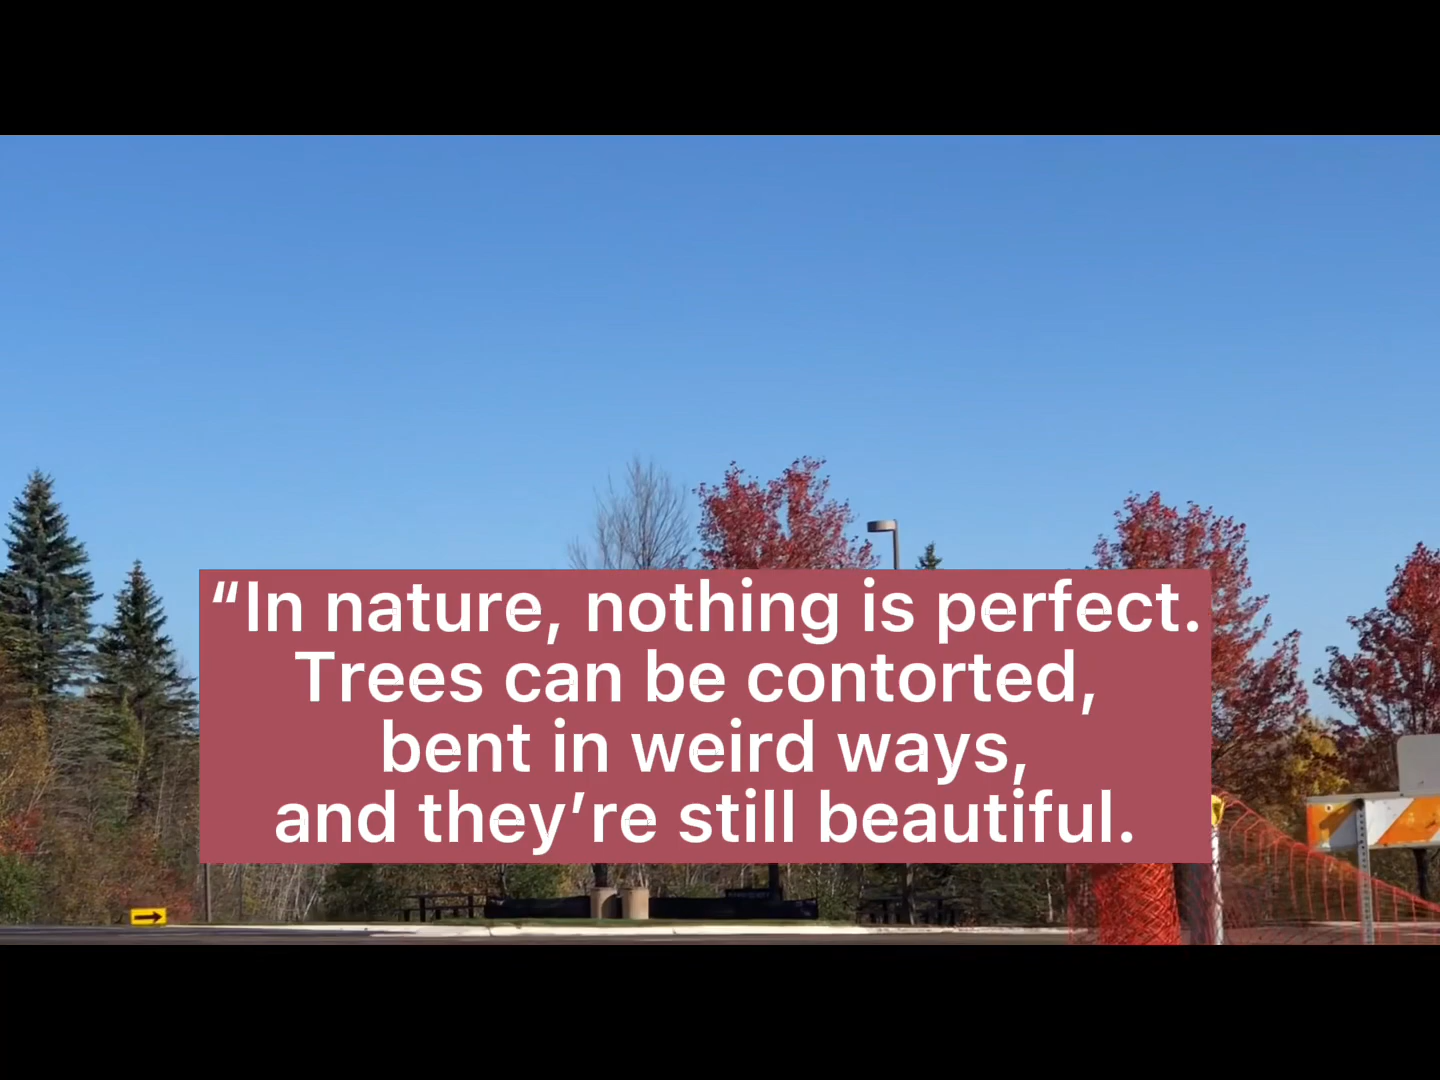 “In nature, nothing is perfect.
Trees can be contorted,
bent in weird ways,
and they’re still beautiful.